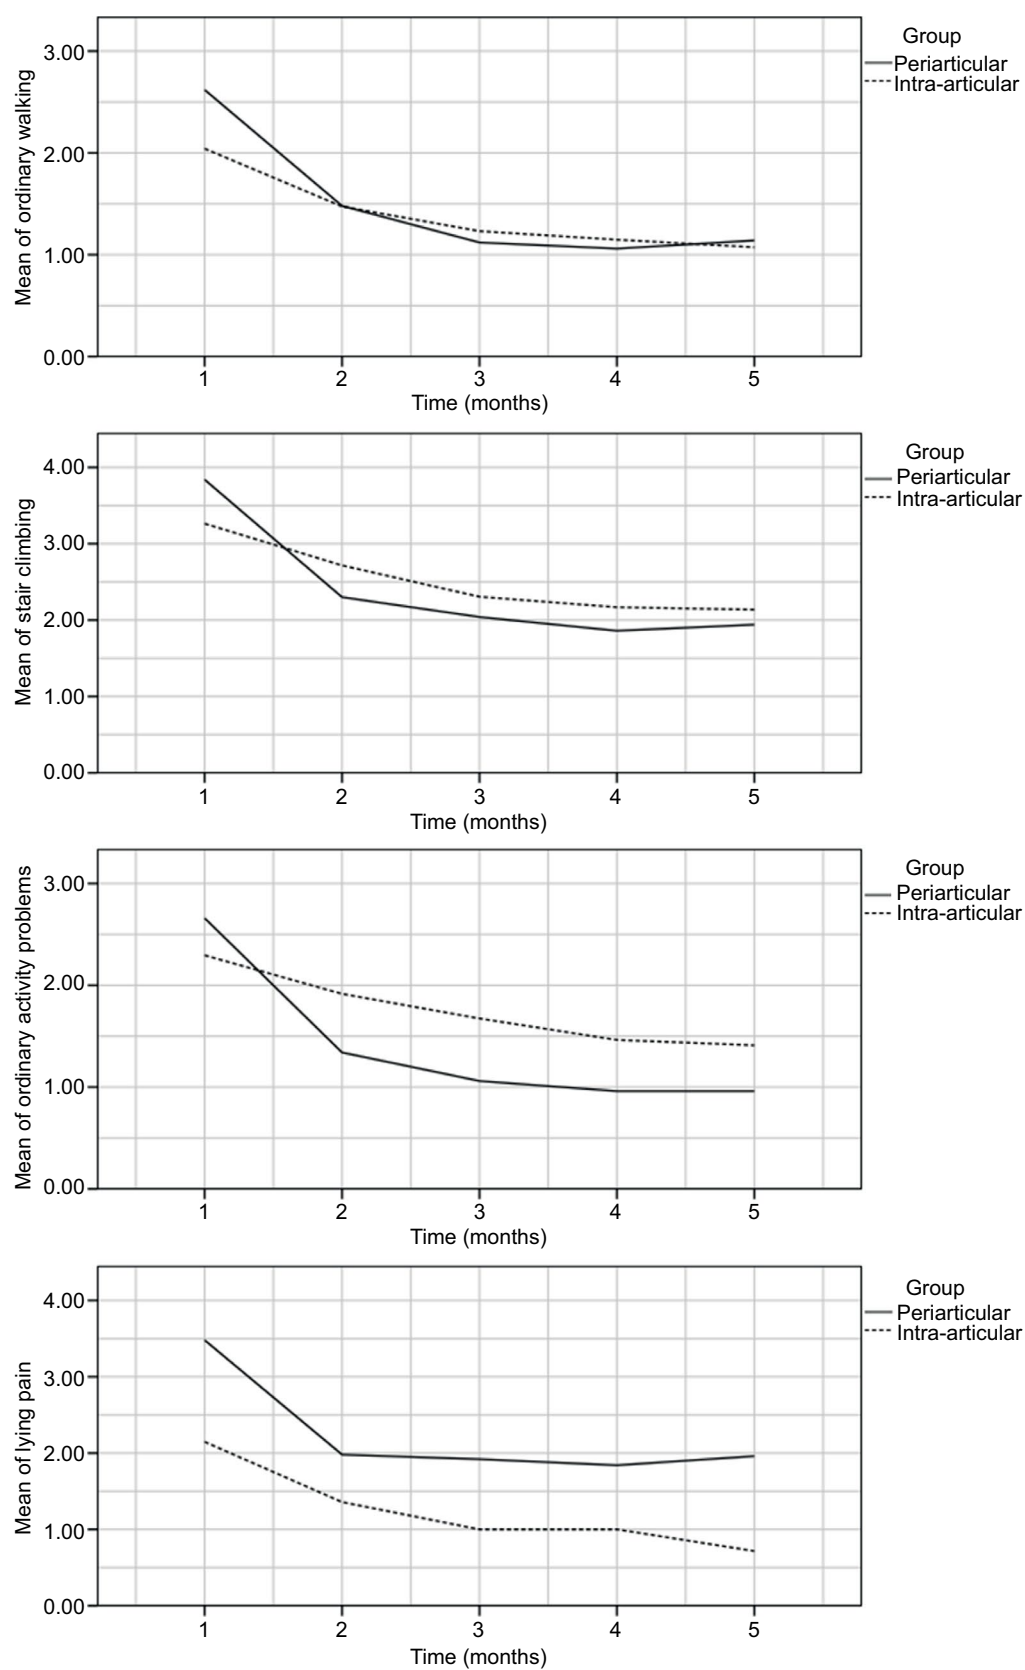 Mean of ordinary walking
3.00
2.00
1.00
0.00
1 2 3 4 5
Time (months)
Group
Periarticular
Intra-articular
Mean of stair climbing
4.00
3.00
2.00
1.00
0.00
1 2 3 4 5
Time (months)
Group
Periarticular
Intra-articular
Mean of ordinary activity problems
3.00
2.00
1.00
0.00
1 2 3 4 5
Time (months)
Group
Periarticular
Intra-articular
Mean of lying pain
4.00
3.00
2.00
1.00
0.00
1 2 3 4 5
Time (months)
Group
Periarticular
Intra-articular